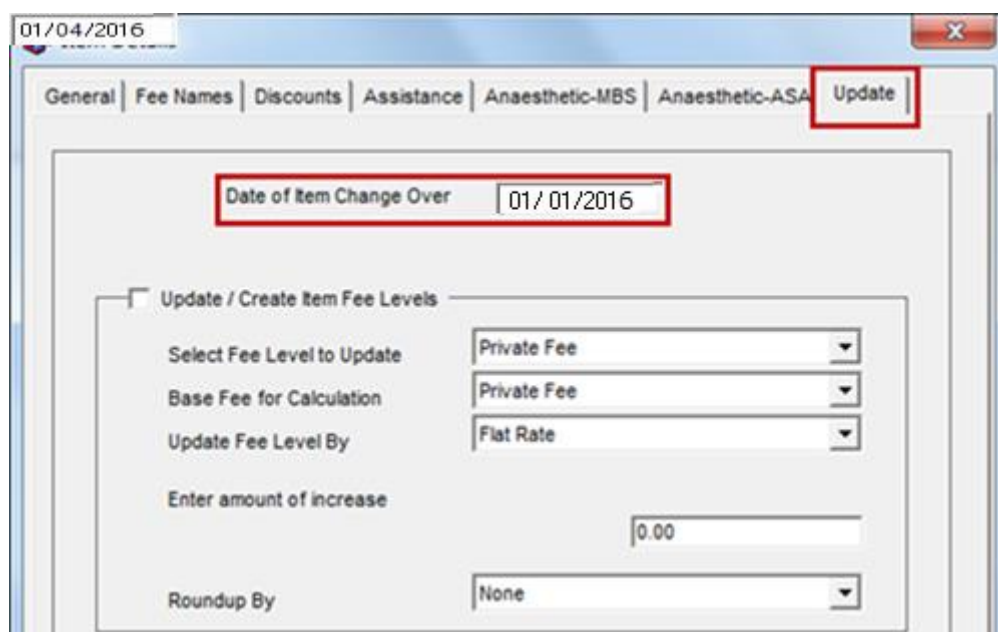 01/04/2016
General Fee Names Discounts Assistance Anaesthetic-MBS Anaesthetic-ASA Update
Date of Item Change Over 01/ 01/2016
Update / Create Item Fee Levels
Select Fee Level to Update Private Fee
Base Fee for Calculation Private Fee
Update Fee Level By Flat Rate
Enter amount of increase
0.00
Roundup By None